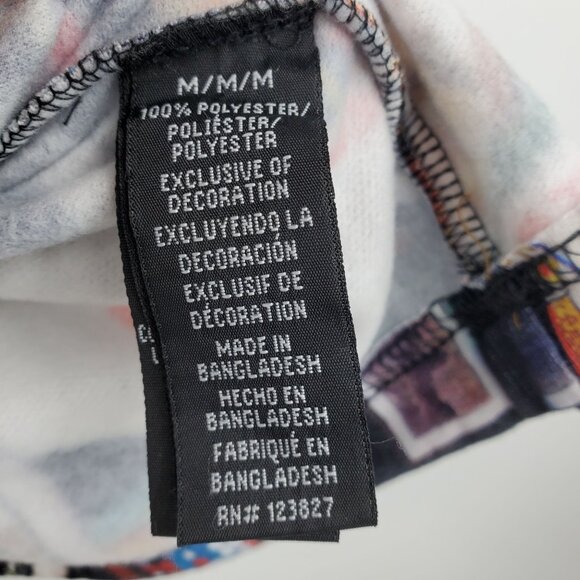 M/M/M
100% POLYESTER/
POLIÉSTER/
POLYESTER
EXCLUSIVE OF
DECORATION
EXCLUYENDO LA
DECORACIÓN
EXCLUSIF DE
DÉCORATION
MADE IN
BANGLADESH
HECHO EN
BANGLADESH
FABRIQUÉ EN
BANGLADESH
RN# 123827